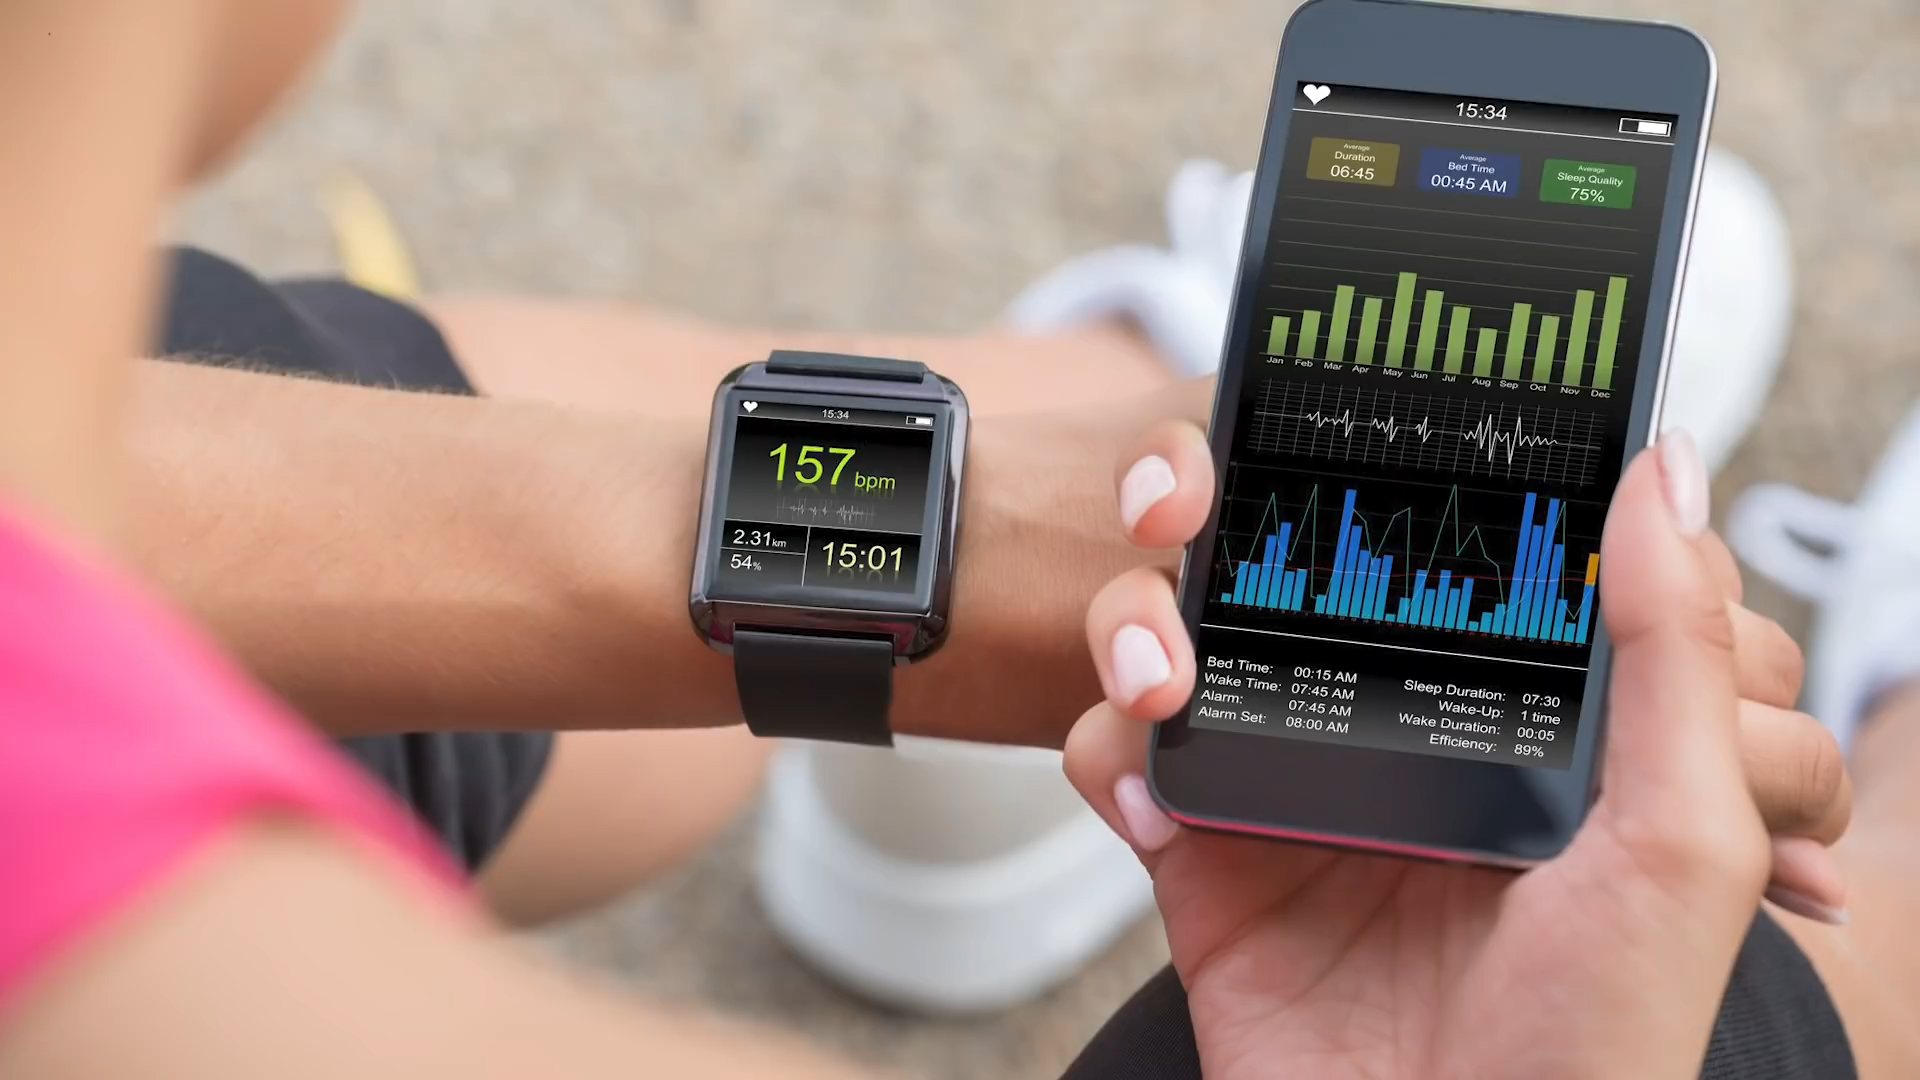 15:34
157 bpm
2.31 km
54 %
15:01
15:34
Average
Duration
06:45
Average
Bed Time
00:45 AM
Average
Sleep Quality
75%
Jan Feb Mar Apr May Jun Jul Aug Sep Oct Nov Dec
Bed Time: 00:15 AM
Wake Time: 07:45 AM
Alarm: 07:45 AM
Alarm Set: 08:00 AM
Sleep Duration: 07:30
Wake-Up: 1 time
Wake Duration: 00:05
Efficiency: 89%